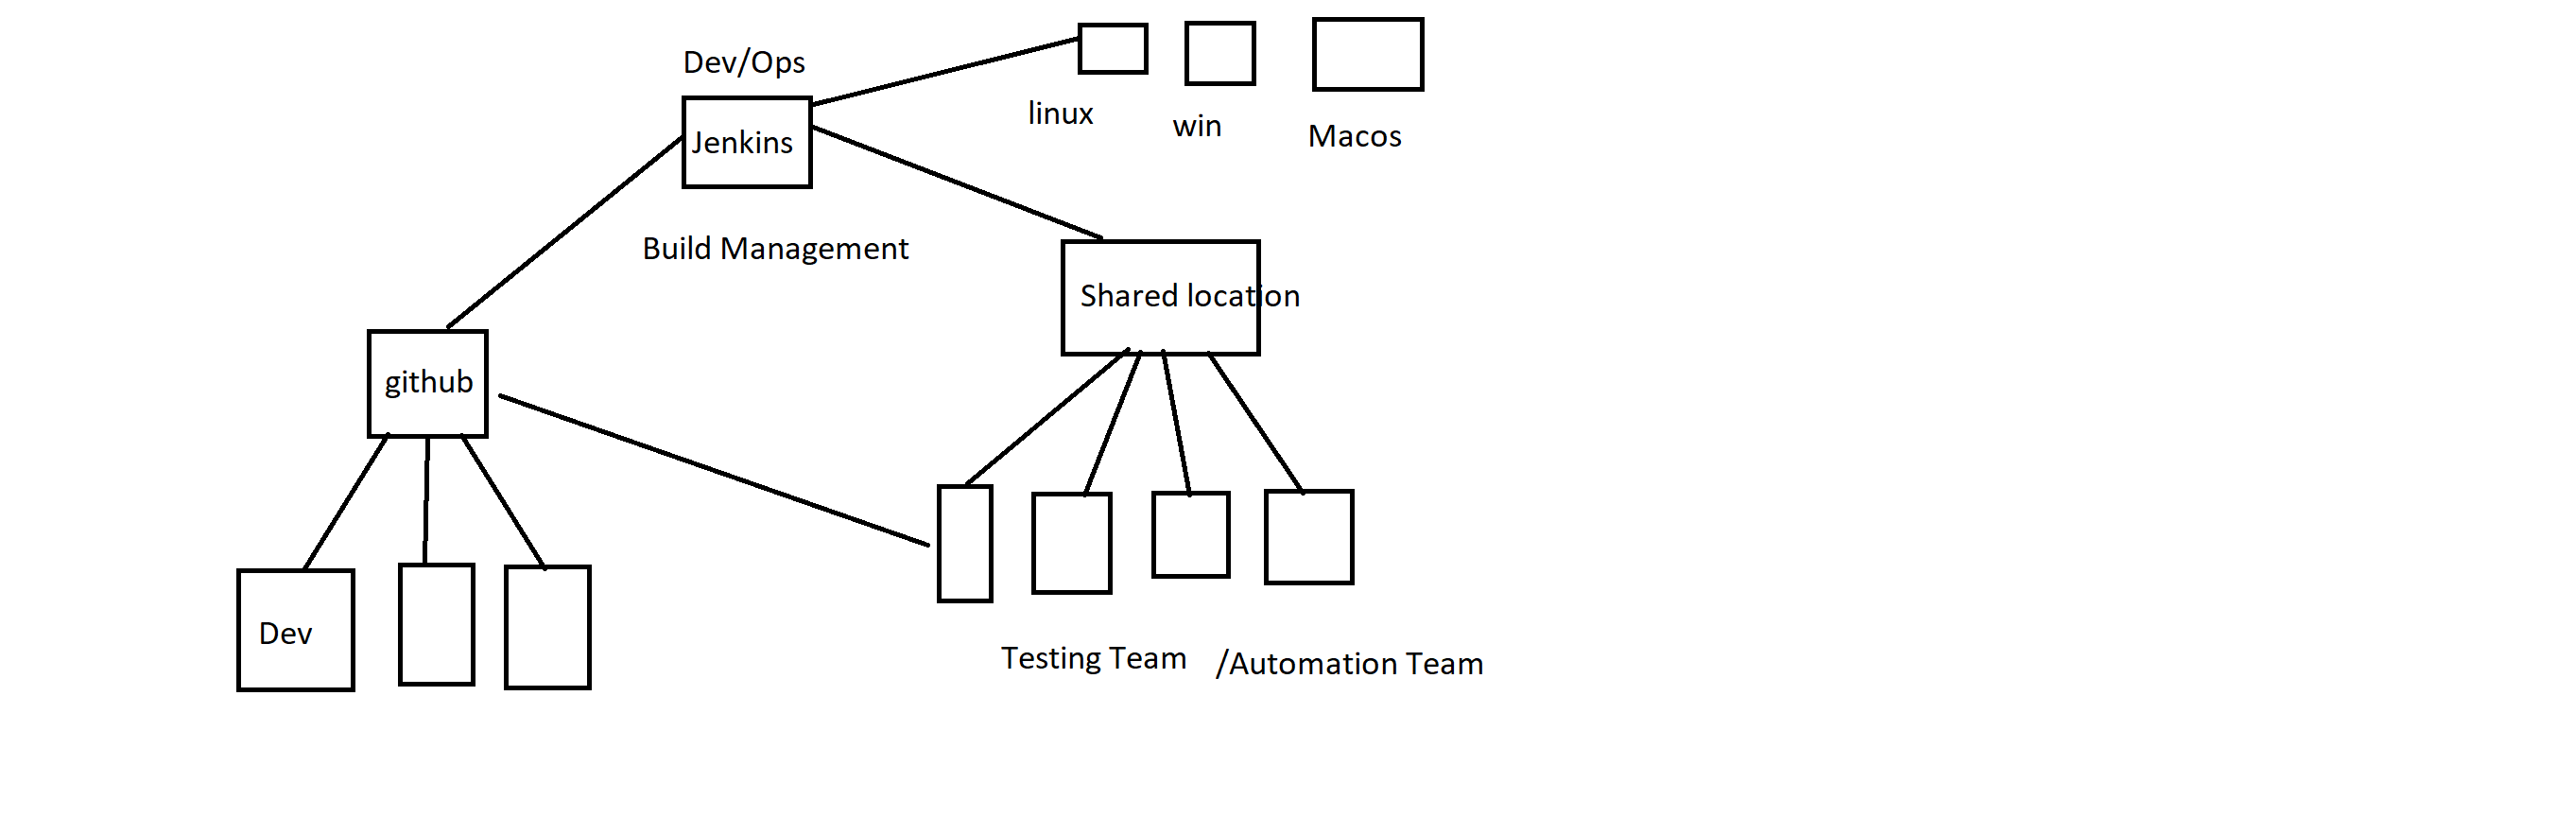 Dev/Ops
Jenkins
linux
win
Macos
Build Management
Shared location
github
Dev
Testing Team
/Automation Team